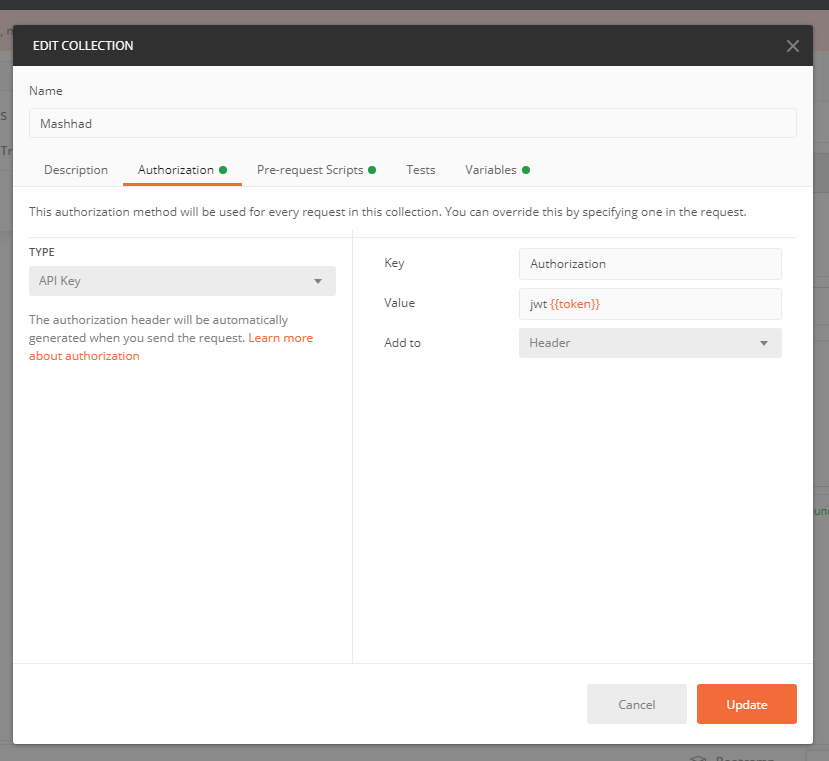 EDIT COLLECTION
Name
Mashhad
Description Authorization Pre-request Scripts Tests Variables
This authorization method will be used for every request in this collection. You can override this by specifying one in the request.
TYPE
API Key
The authorization header will be automatically
generated when you send the request. Learn more
about authorization
Key Authorization
Value jwt {{token}}
Add to Header
Cancel Update